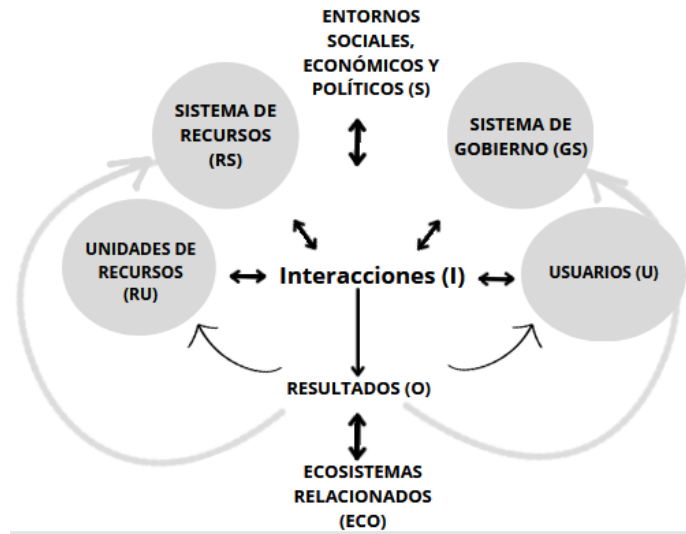 ENTORNOS
SOCIALES,
ECONÓMICOS Y
POLÍTICOS (S)
SISTEMA DE
RECURSOS
(RS)
SISTEMA DE
GOBIERNO (GS)
UNIDADES DE
RECURSOS
(RU)
Interacciones (I)
USUARIOS (U)
RESULTADOS (O)
ECOSISTEMAS
RELACIONADOS
(ECO)